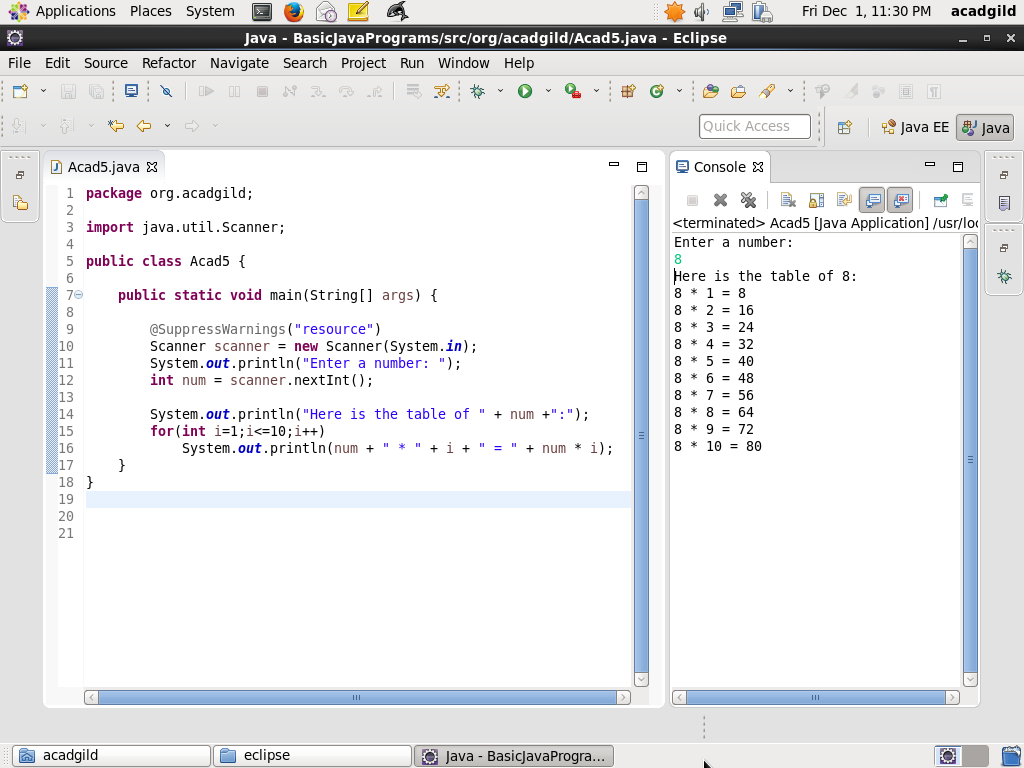 Applications Places System Fri Dec 1, 11:30 PM acadgild
Java - BasicJavaPrograms/src/org/acadgild/Acad5.java - Eclipse
File Edit Source Refactor Navigate Search Project Run Window Help
Quick Access Java EE Java
Acad5.java
1 package org.acadgild;
2
3 import java.util.Scanner;
4
5 public class Acad5 {
6
7 public static void main(String[] args) {
8
9 @SuppressWarnings("resource")
10 Scanner scanner = new Scanner(System.in);
11 System.out.println("Enter a number: ");
12 int num = scanner.nextInt();
13
14 System.out.println("Here is the table of " + num +":");
15 for(int i=1;i<=10;i++)
16 System.out.println(num + " * " + i + " = " + num * i);
17 }
18 }
19
20
21
Console
<terminated> Acad5 [Java Application] /usr/loc
Enter a number:
8
Here is the table of 8:
8 * 1 = 8
8 * 2 = 16
8 * 3 = 24
8 * 4 = 32
8 * 5 = 40
8 * 6 = 48
8 * 7 = 56
8 * 8 = 64
8 * 9 = 72
8 * 10 = 80
acadgild eclipse Java - BasicJavaProgra...